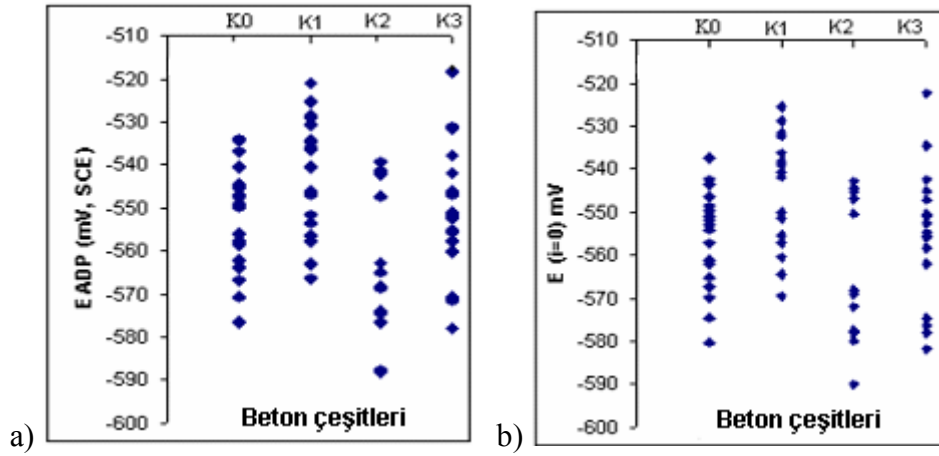 K0 K1 K2 K3
-510
-520
-530
-540
-550
-560
-570
-580
-590
-600
E ADP (mV, SCE)
Beton çeşitleri
a)
K0 K1 K2 K3
-510
-520
-530
-540
-550
-560
-570
-580
-590
-600
E (i=0) mV
Beton çeşitleri
b)